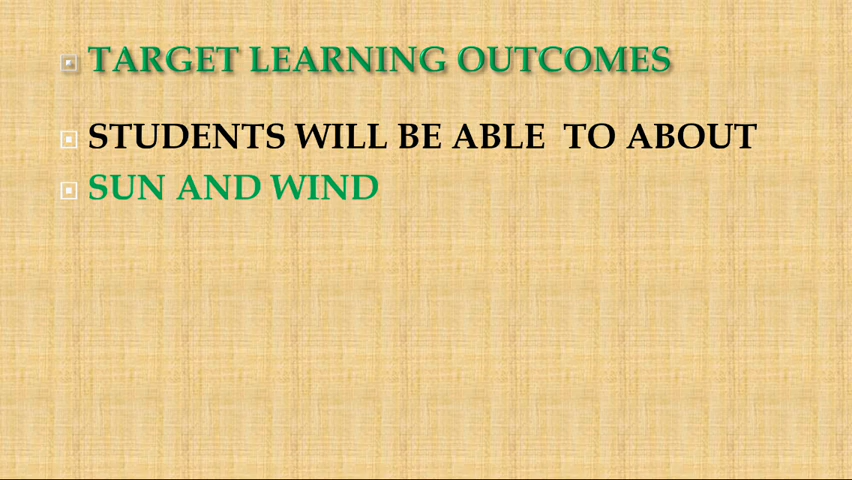 TARGET LEARNING OUTCOMES
STUDENTS WILL BE ABLE TO ABOUT
SUN AND WIND